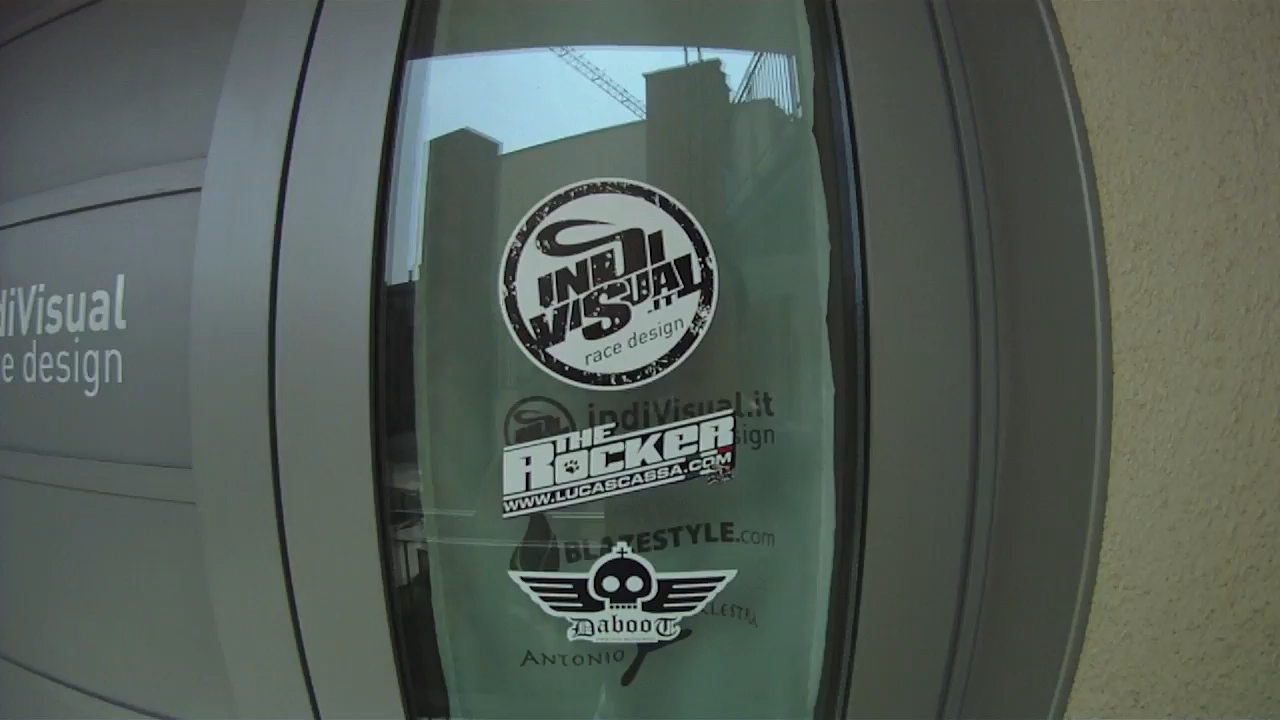 diVisual
e design
INDI
VISUAL
.IT
race design
indiVisual.it
sign
THE
ROCKER
WWW.LUCASCASSA.COM
BLAZESTYLE.com
Daboot
ANTONIO